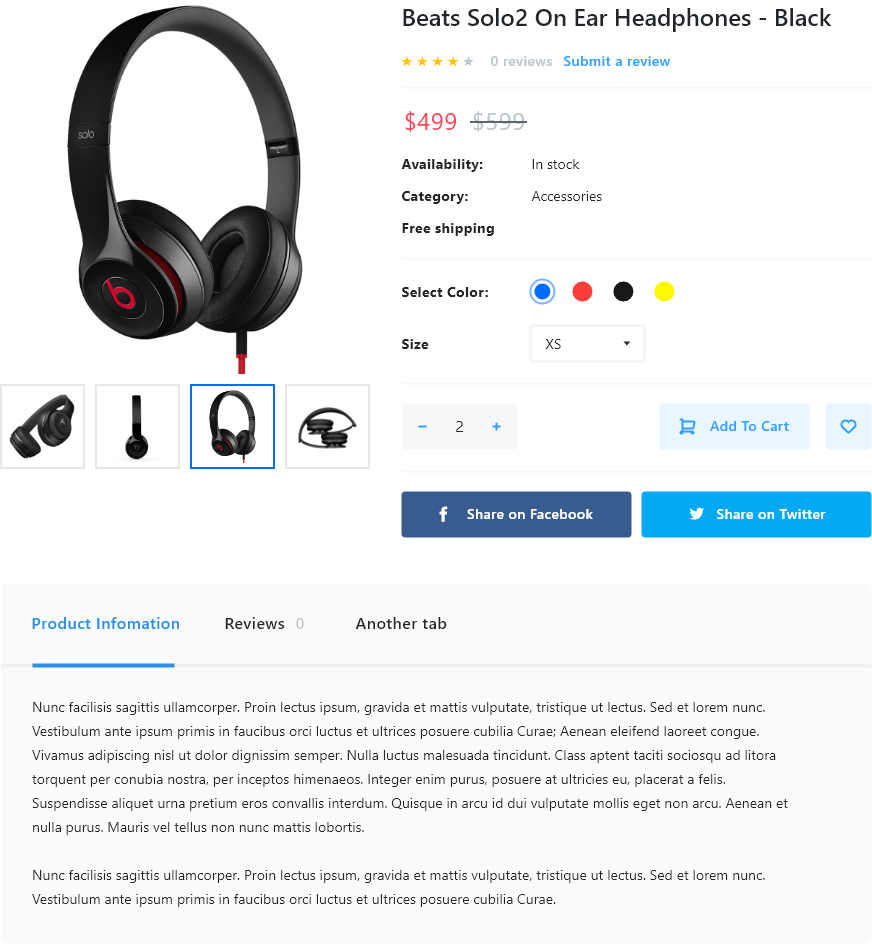 Beats Solo2 On Ear Headphones - Black
0 reviews Submit a review
$499 $599
solo
Availability: In stock
Category: Accessories
Free shipping
Select Color:
Size XS
- 2 + Add To Cart
Share on Facebook Share on Twitter
Product Infomation Reviews 0 Another tab
Nunc facilisis sagittis ullamcorper. Proin lectus ipsum, gravida et mattis vulputate, tristique ut lectus. Sed et lorem nunc.
Vestibulum ante ipsum primis in faucibus orci luctus et ultrices posuere cubilia Curae; Aenean eleifend laoreet congue.
Vivamus adipiscing nisl ut dolor dignissim semper. Nulla luctus malesuada tincidunt. Class aptent taciti sociosqu ad litora
torquent per conubia nostra, per inceptos himenaeos. Integer enim purus, posuere at ultricies eu, placerat a felis.
Suspendisse aliquet urna pretium eros convallis interdum. Quisque in arcu id dui vulputate mollis eget non arcu. Aenean et
nulla purus. Mauris vel tellus non nunc mattis lobortis.
Nunc facilisis sagittis ullamcorper. Proin lectus ipsum, gravida et mattis vulputate, tristique ut lectus. Sed et lorem nunc.
Vestibulum ante ipsum primis in faucibus orci luctus et ultrices posuere cubilia Curae.